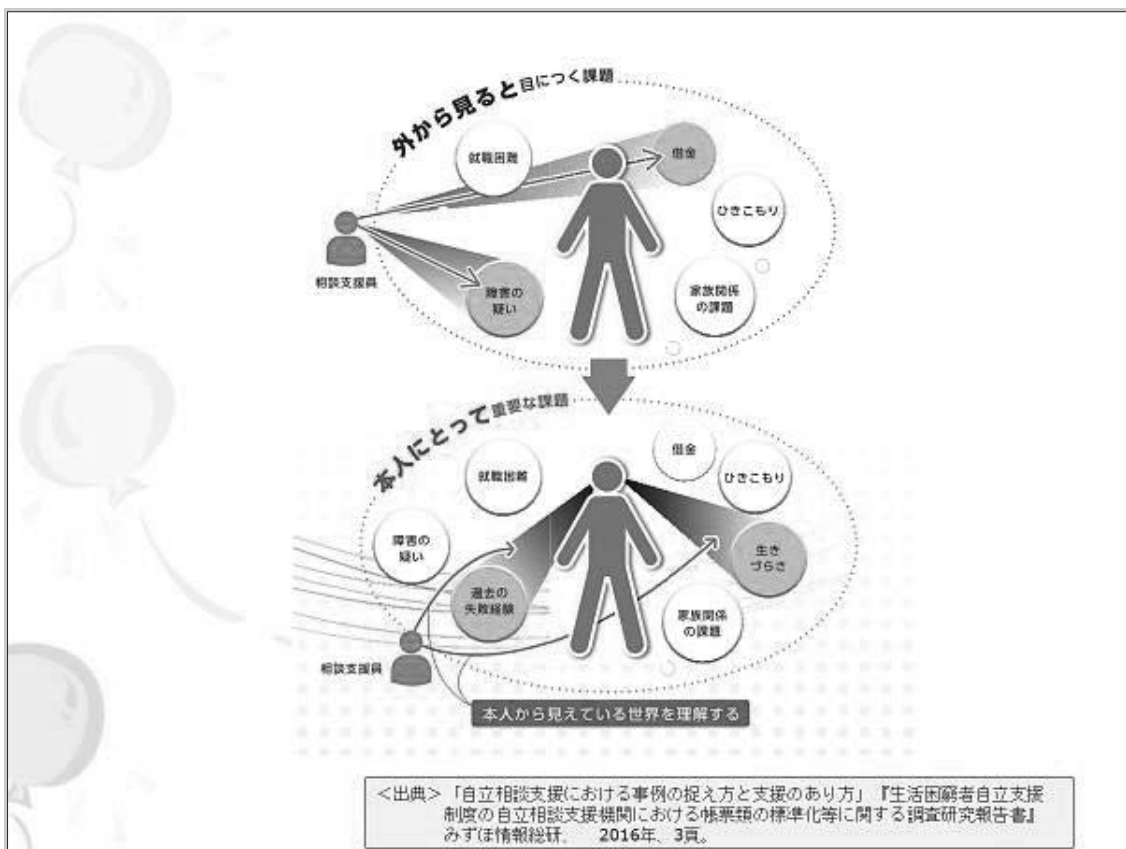 外から見ると目につく課題
就職困難
借金
ひきこもり
相談支援員
障害の
疑い
家族関係
の課題
本人にとって重要な課題
借金
就職困難
ひきこもり
障害の
疑い
生き
づらさ
過去の
失敗経験
家族関係
の課題
相談支援員
本人から見えている世界を理解する
<出典> 「自立相談支援における事例の捉え方と支援のあり方」『生活困窮者自立支援
制度の自立相談支援機関における帳票類の標準化等に関する調査研究報告書』
みずほ情報総研、 2016年、3頁。